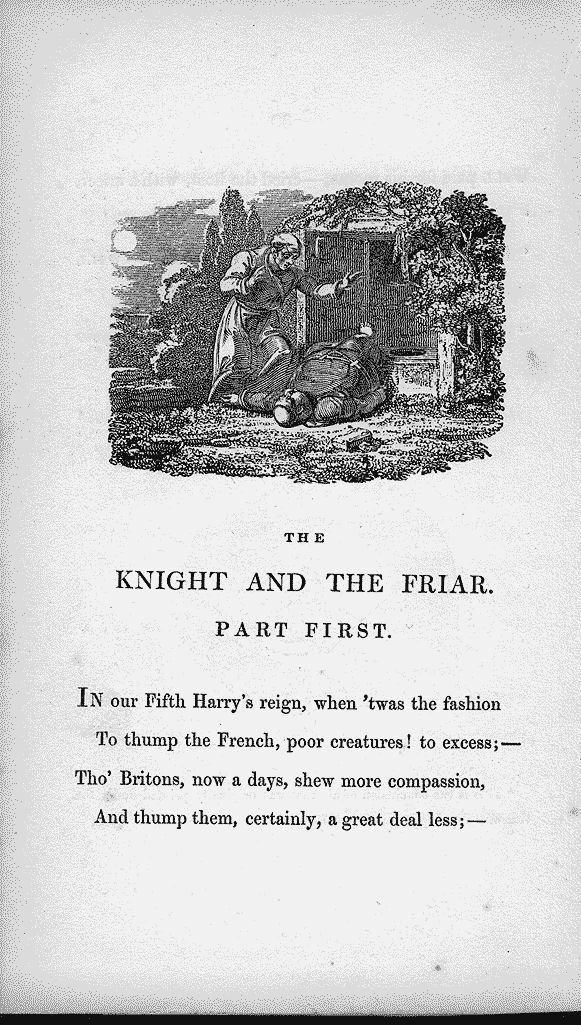 THE
KNIGHT AND THE FRIAR.
PART FIRST.
IN our Fifth Harry's reign, when 'twas the fashion
To thump the French, poor creatures! to excess;—
Tho' Britons, now a days, shew more compassion,
And thump them, certainly, a great deal less;—